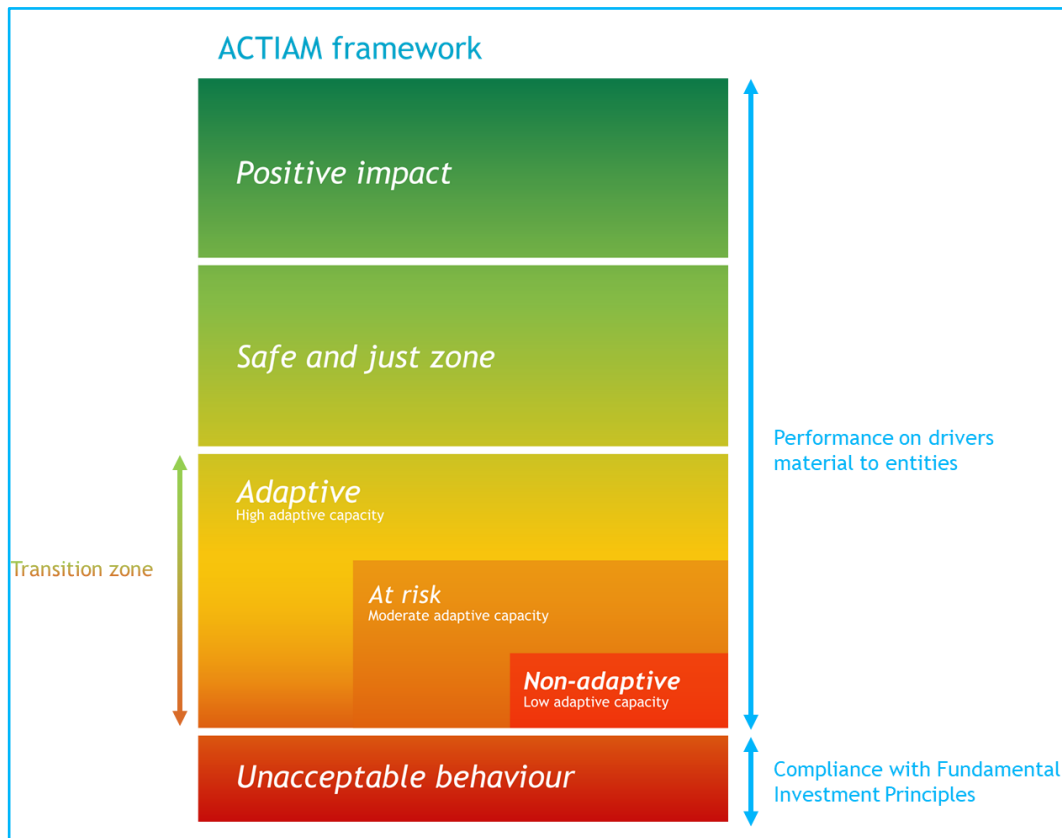 ACTIAM framework
Positive impact
Safe and just zone
Performance on drivers
material to entities
Adaptive
High adaptive capacity
Transition zone
At risk
Moderate adaptive capacity
Non-adaptive
Low adaptive capacity
Unacceptable behaviour
Compliance with Fundamental
Investment Principles